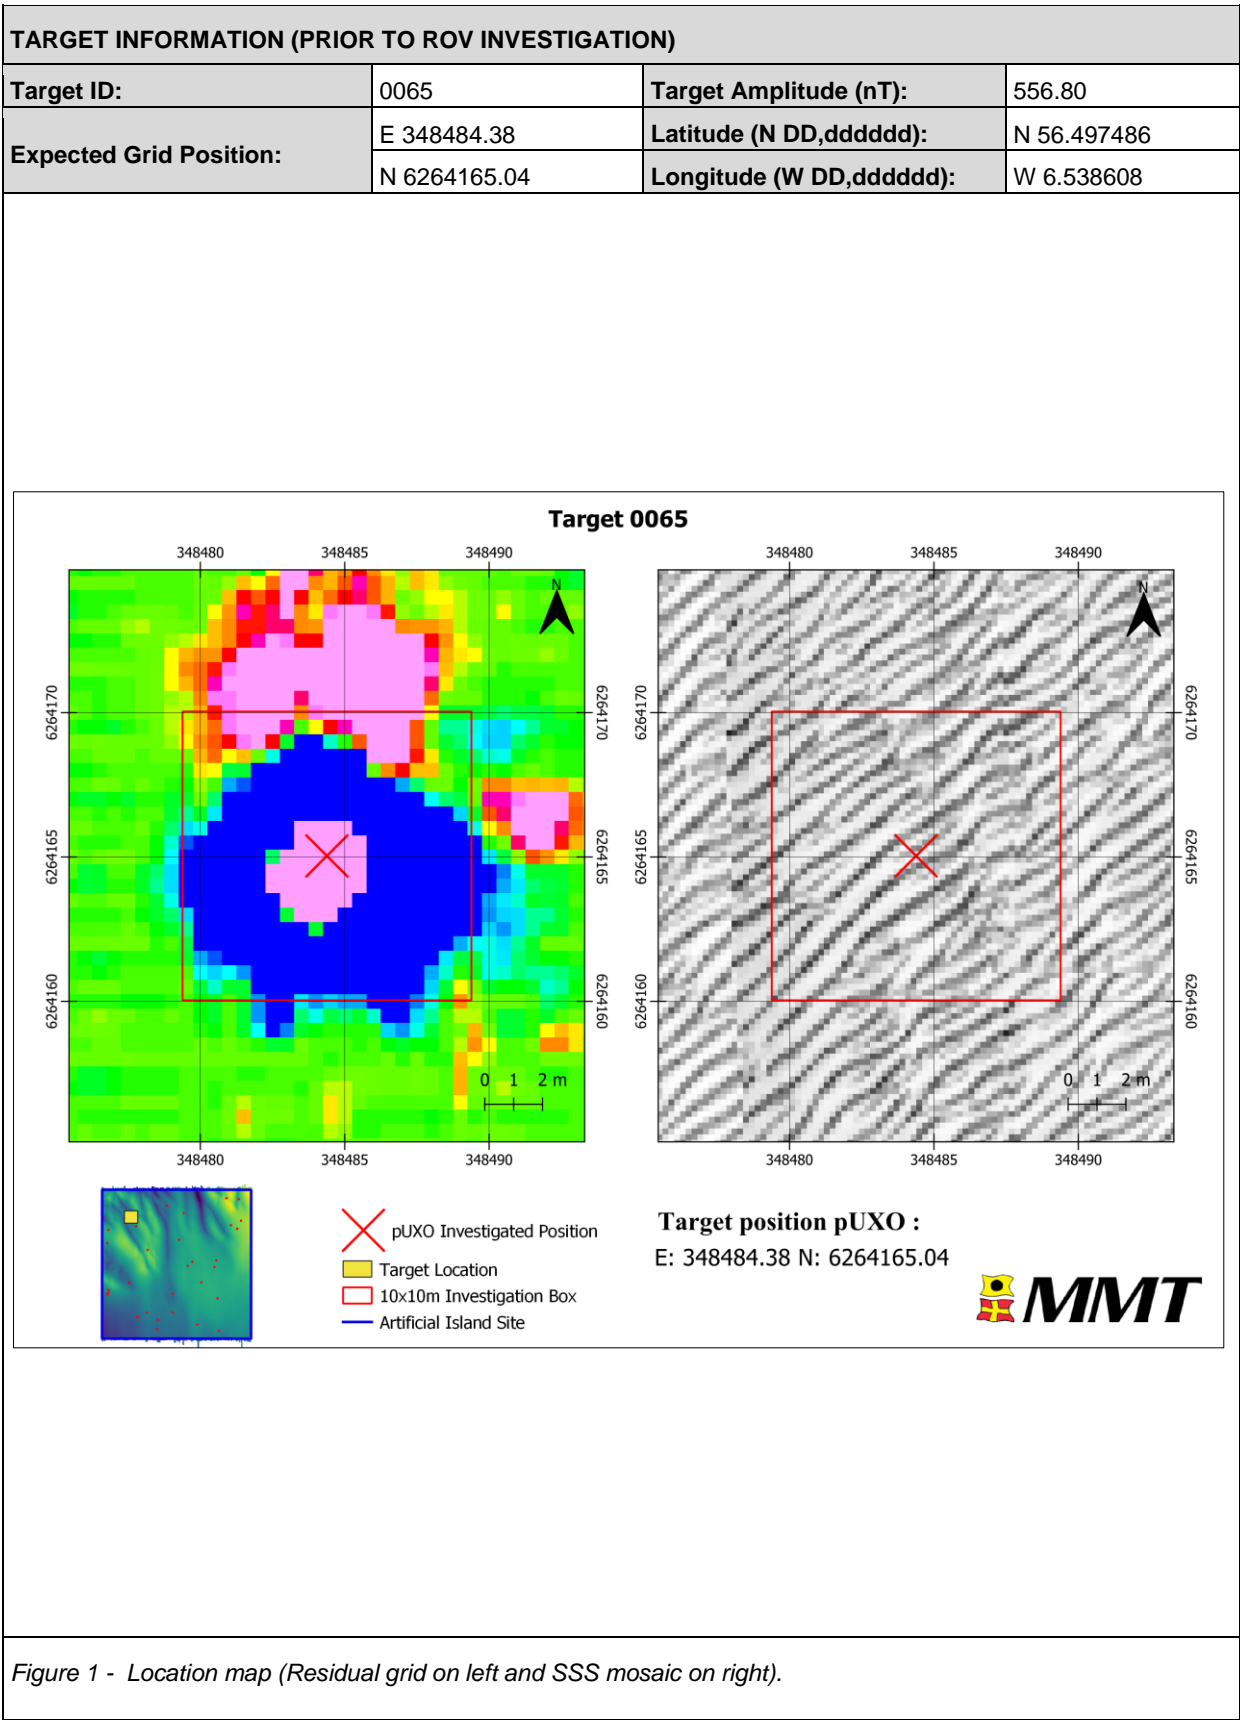 TARGET INFORMATION (PRIOR TO ROV INVESTIGATION)
Target ID: 0065 Target Amplitude (nT): 556.80
Expected Grid Position: E 348484.38 Latitude (N DD,dddddd): N 56.497486
N 6264165.04 Longitude (W DD,dddddd): W 6.538608
Target 0065
348480 348485 348490 348480 348485 348490
N N
6264170 6264170 6264170 6264170
6264165 6264165 6264165 6264165
6264160 6264160 6264160 6264160
0 1 2 m 0 1 2 m
348480 348485 348490 348480 348485 348490
pUXO Investigated Position
Target Location
10x10m Investigation Box
Artificial Island Site
Target position pUXO :
E: 348484.38 N: 6264165.04
MMT
Figure 1 - Location map (Residual grid on left and SSS mosaic on right).